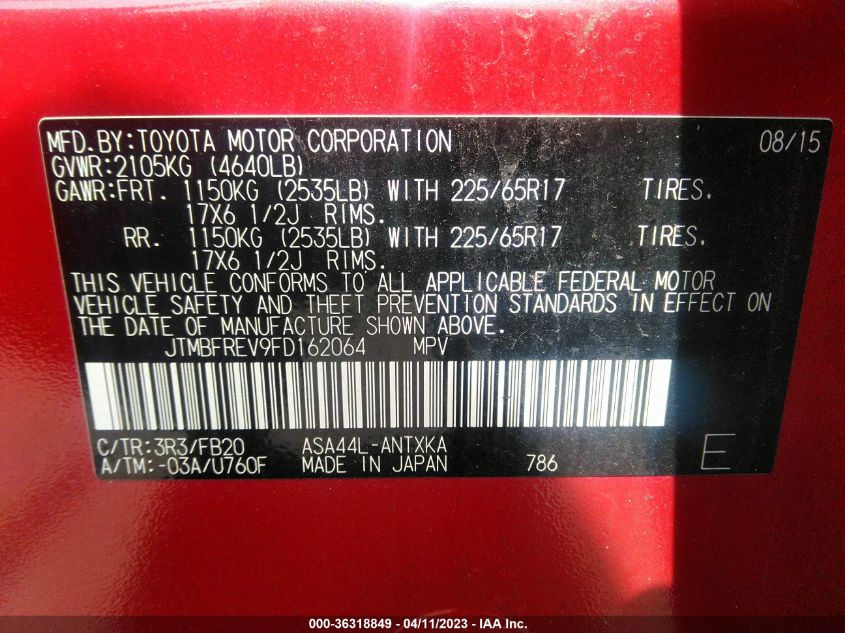 MFD.BY:TOYOTA MOTOR CORPORATION 08/15
GVWR:2105KG (4640LB)
GAWR:FRT. 1150KG (2535LB) WITH 225/65R17 TIRES.
17X6 1/2J RIMS.
RR. 1150KG (2535LB) WITH 225/65R17 TIRES.
17X6 1/2J RIMS.
THIS VEHICLE CONFORMS TO ALL APPLICABLE FEDERAL MOTOR
VEHICLE SAFETY AND THEFT PREVENTION STANDARDS IN EFFECT ON
THE DATE OF MANUFACTURE SHOWN ABOVE.
JTMBFREV9FD162064 MPV
C/TR:3R3/FB20 ASA44L-ANTXKA
A/TM:-03A/U760F MADE IN JAPAN 786 E
000-36318849 / 04/11/2023 - IAA Inc.